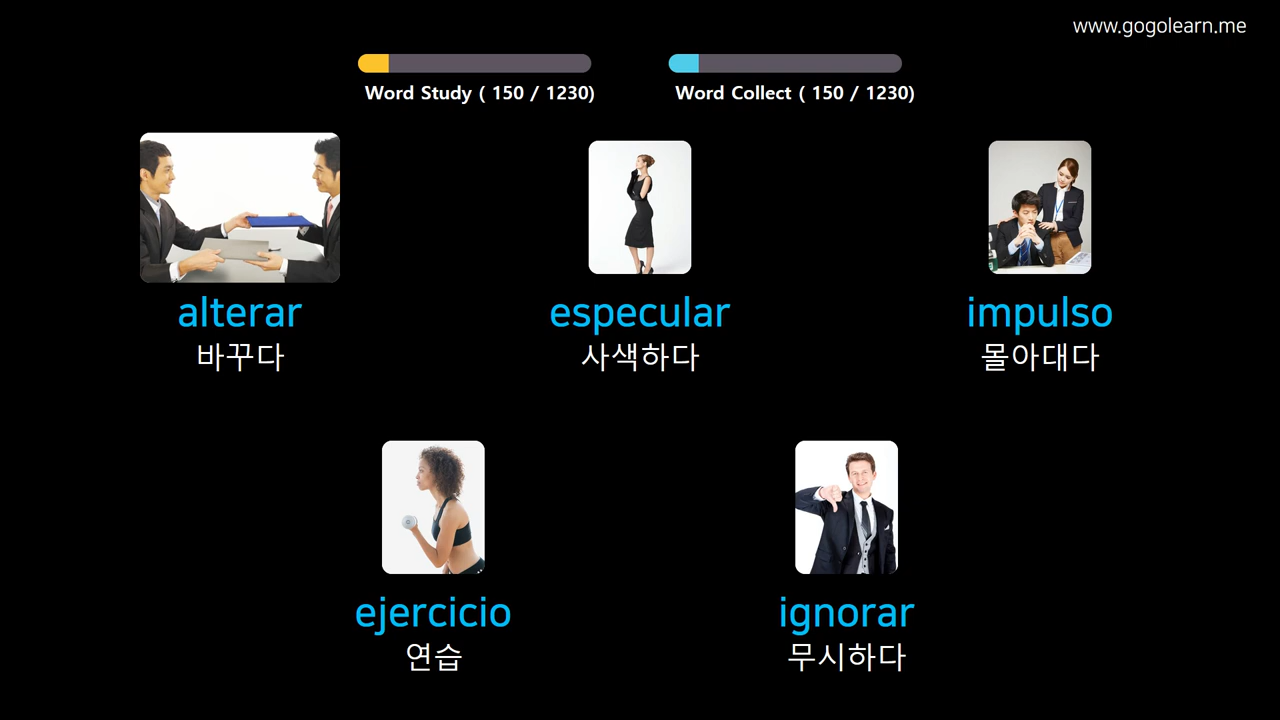 www.gogolearn.me
Word Study ( 150 / 1230)
Word Collect ( 150 / 1230)
alterar
바꾸다
especular
사색하다
impulso
몰아대다
ejercicio
연습
ignorar
무시하다